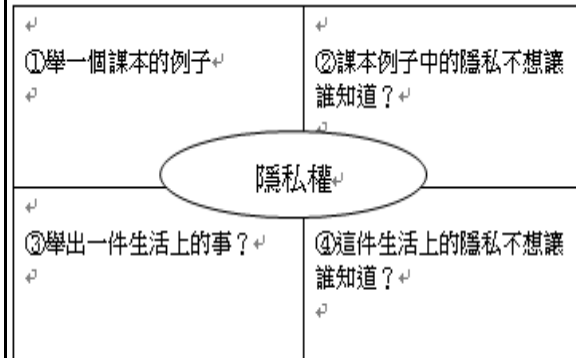 ①舉一個課本的例子
②課本例子中的隱私不想讓
誰知道？
隱私權
③舉出一件生活上的事？
④這件生活上的隱私不想讓
誰知道？